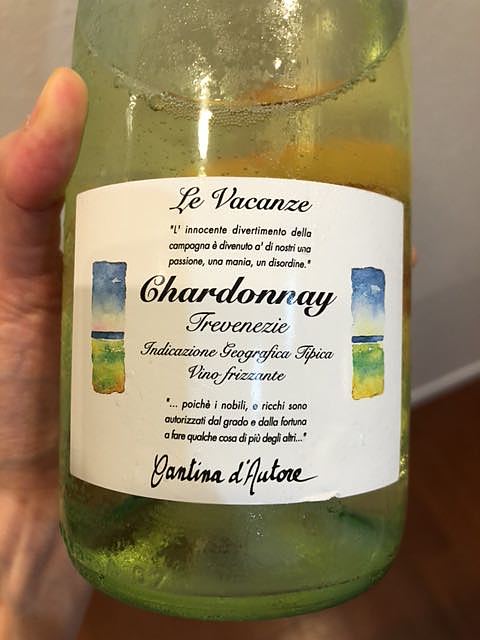 Le Vacanze
"L' innocente divertimento della
campagna è divenuto a' di nostri una
passione, una mania, un disordine."
Chardonnay
Trevenezie
Indicazione Geografica Tipica
Vino frizzante
"... poichè i nobili, e ricchi sono
autorizzati dal grado e dalla fortuna
a fare qualche cosa di più degli altri..."
Cantina d'Autore